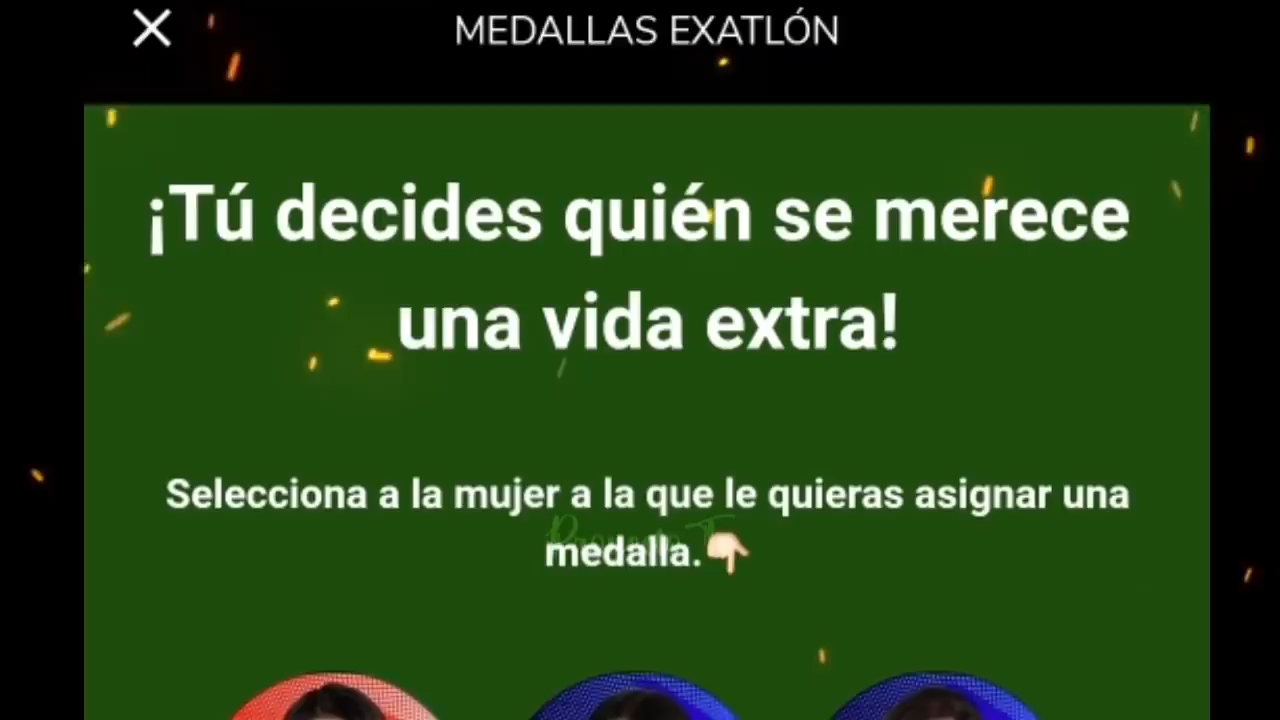 MEDALLAS EXATLÓN
¡Tú decides quién se merece
una vida extra!
Selecciona a la mujer a la que le quieras asignar una
medalla.👇🏻